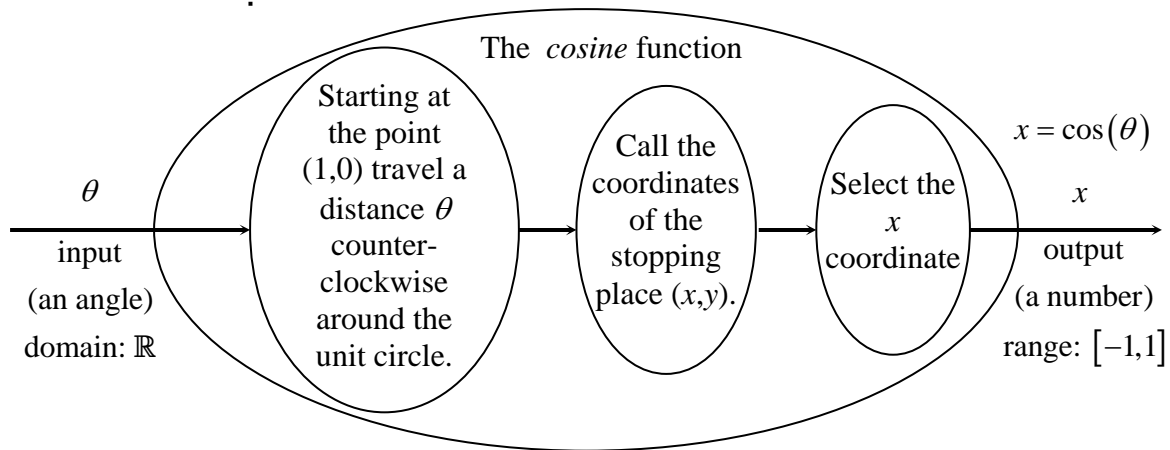 The cosine function
θ
input
(an angle)
domain: ℝ
Starting at
the point
(1,0) travel a
distance θ
counter-
clockwise
around the
unit circle.
Call the
coordinates
of the
stopping
place (x,y).
Select the
x
coordinate
x = cos(θ)
x
output
(a number)
range: [−1,1]